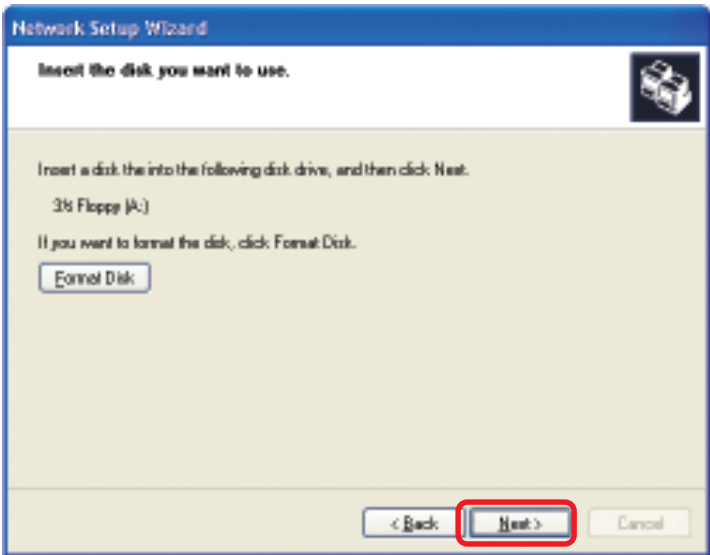 Network Setup Wizard
Insert the disk you want to use.
Insert a disk the into the following disk drive, and then click Next.
3½ Floppy (A:)
If you want to format the disk, click Format Disk.
Format Disk
< Back
Next >
Cancel